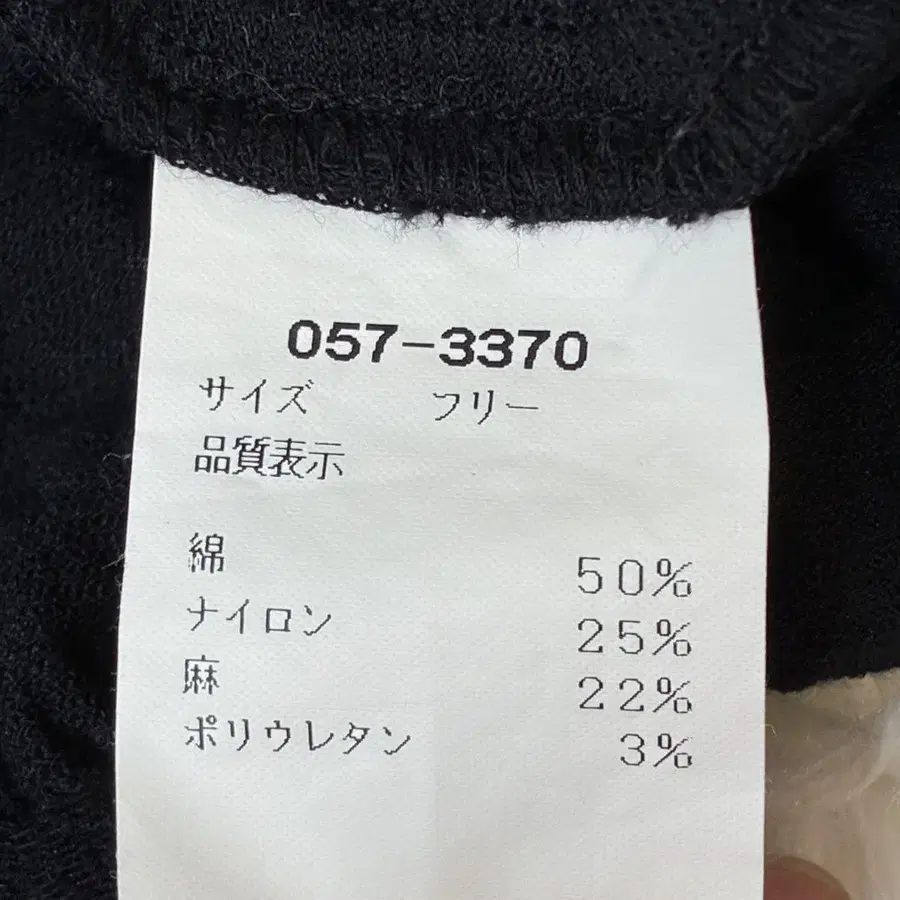 057-3370
サイズ フリー
品質表示
綿 50%
ナイロン 25%
麻 22%
ポリウレタン 3%